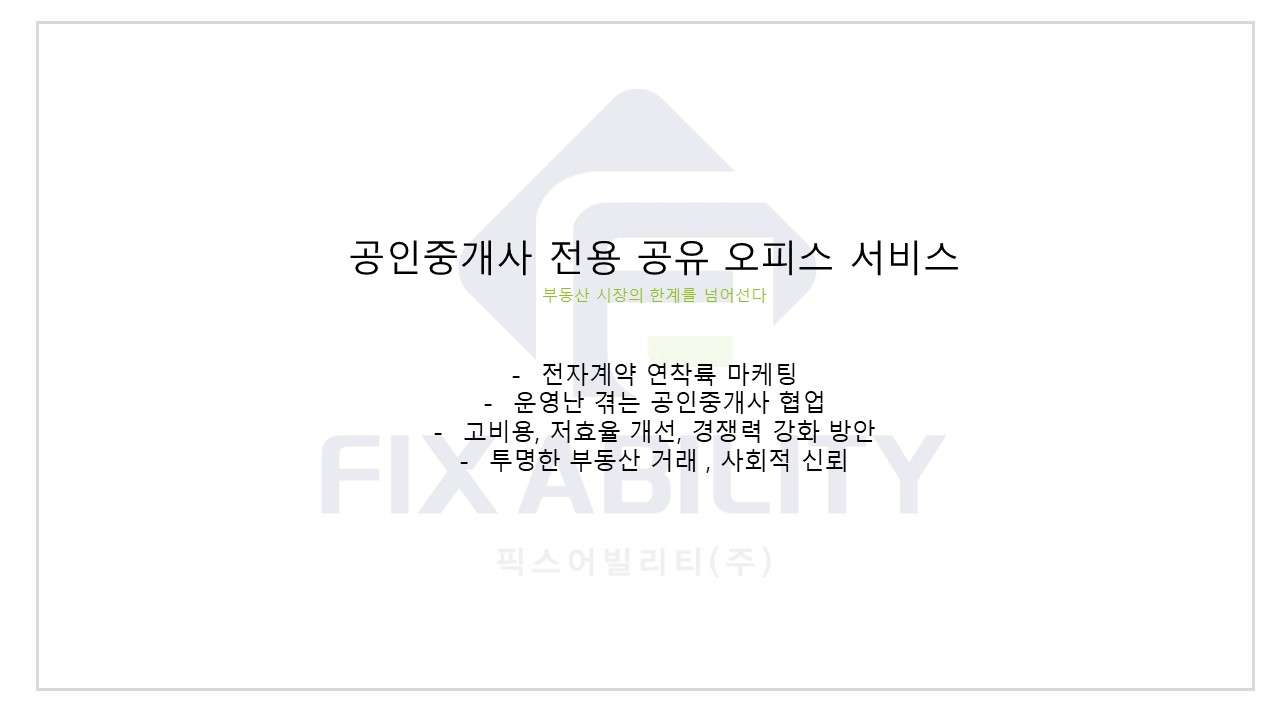 공인중개사 전용 공유 오피스 서비스
부동산 시장의 한계를 넘어선다
- 전자계약 연착륙 마케팅
- 운영난 겪는 공인중개사 협업
- 고비용, 저효율 개선, 경쟁력 강화 방안
- 투명한 부동산 거래 , 사회적 신뢰
FIXABILITY
픽스어빌리티(주)